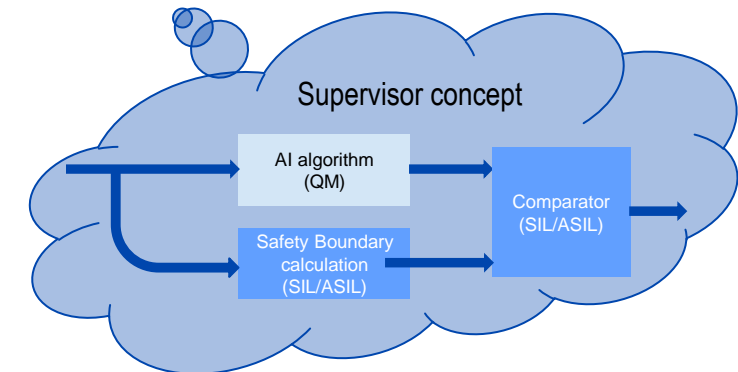 Supervisor concept
AI algorithm
(QM)
Comparator
(SIL/ASIL)
Safety Boundary
calculation
(SIL/ASIL)